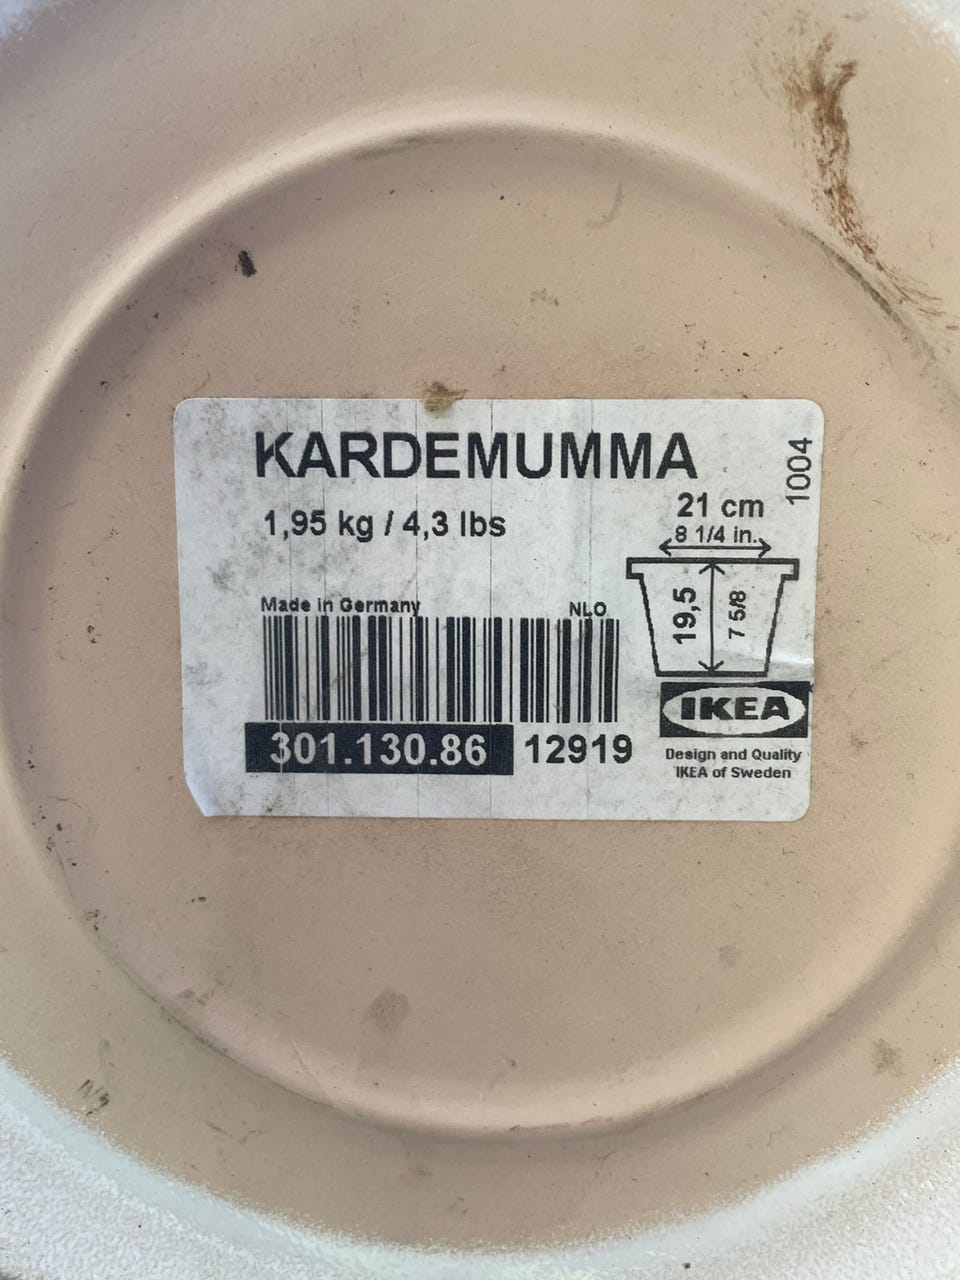 KARDEMUMMA
1004
1,95 kg / 4,3 lbs
21 cm
8 1/4 in.
19,5
7 5/8
Made in Germany
NLO
301.130.86
12919
IKEA
Design and Quality
IKEA of Sweden